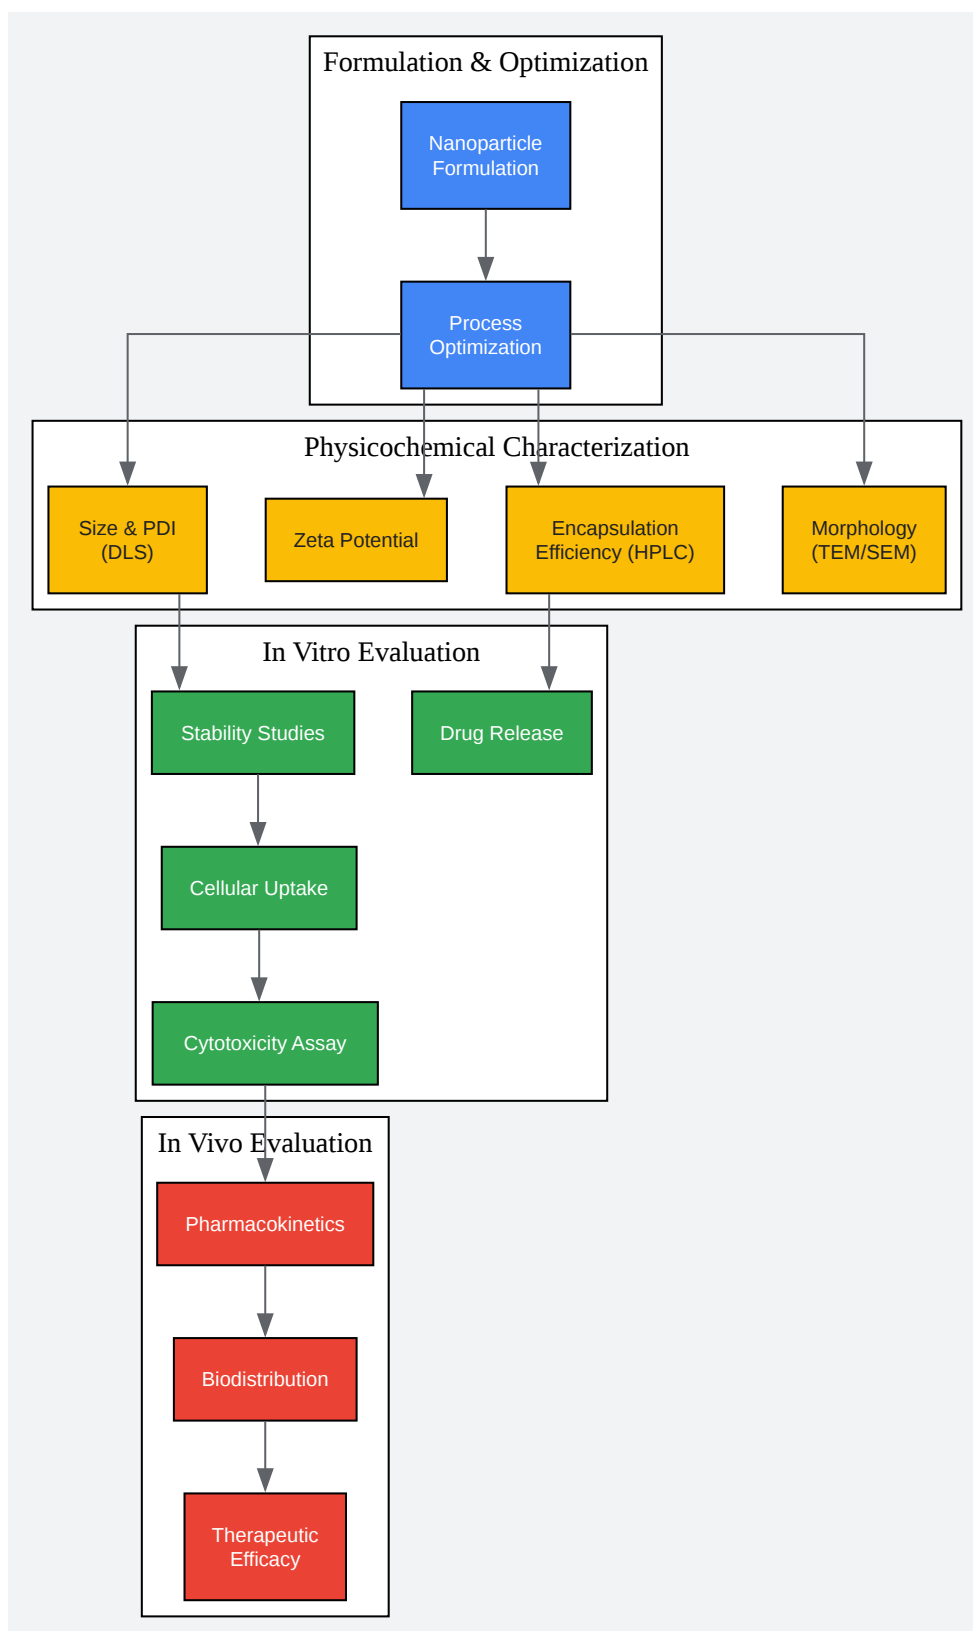 Formulation & Optimization
Nanoparticle
Formulation
Process
Optimization
Physicochemical Characterization
Size & PDI
(DLS)
Zeta Potential
Encapsulation
Efficiency (HPLC)
Morphology
(TEM/SEM)
In Vitro Evaluation
Stability Studies
Drug Release
Cellular Uptake
Cytotoxicity Assay
In Vivo Evaluation
Pharmacokinetics
Biodistribution
Therapeutic
Efficacy